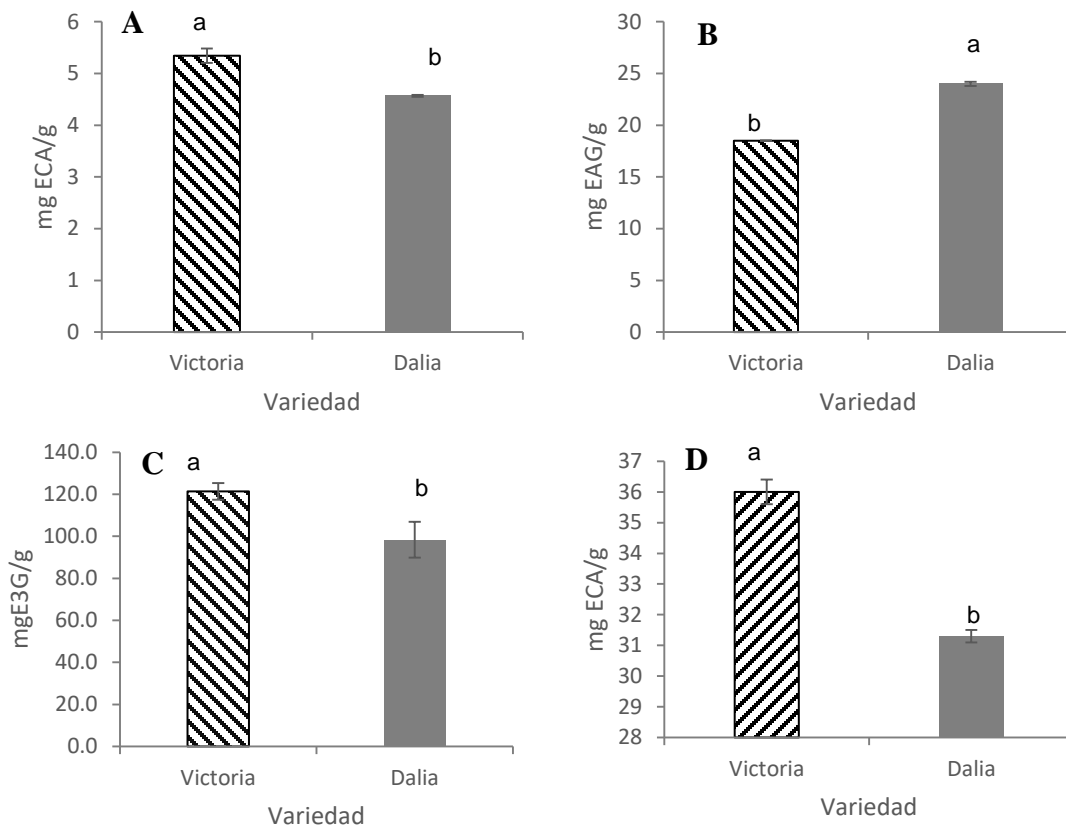 A
a
b
mg ECA/g
6
5
4
3
2
1
0
Victoria Dalia
Variedad
B
a
b
mg EAG/g
30
25
20
15
10
5
0
Victoria Dalia
Variedad
C
a
b
mgE3G/g
140.0
120.0
100.0
80.0
60.0
40.0
20.0
0.0
Victoria Dalia
Variedad
D
a
b
mg ECA/g
37
36
35
34
33
32
31
30
29
28
Victoria Dalia
Variedad